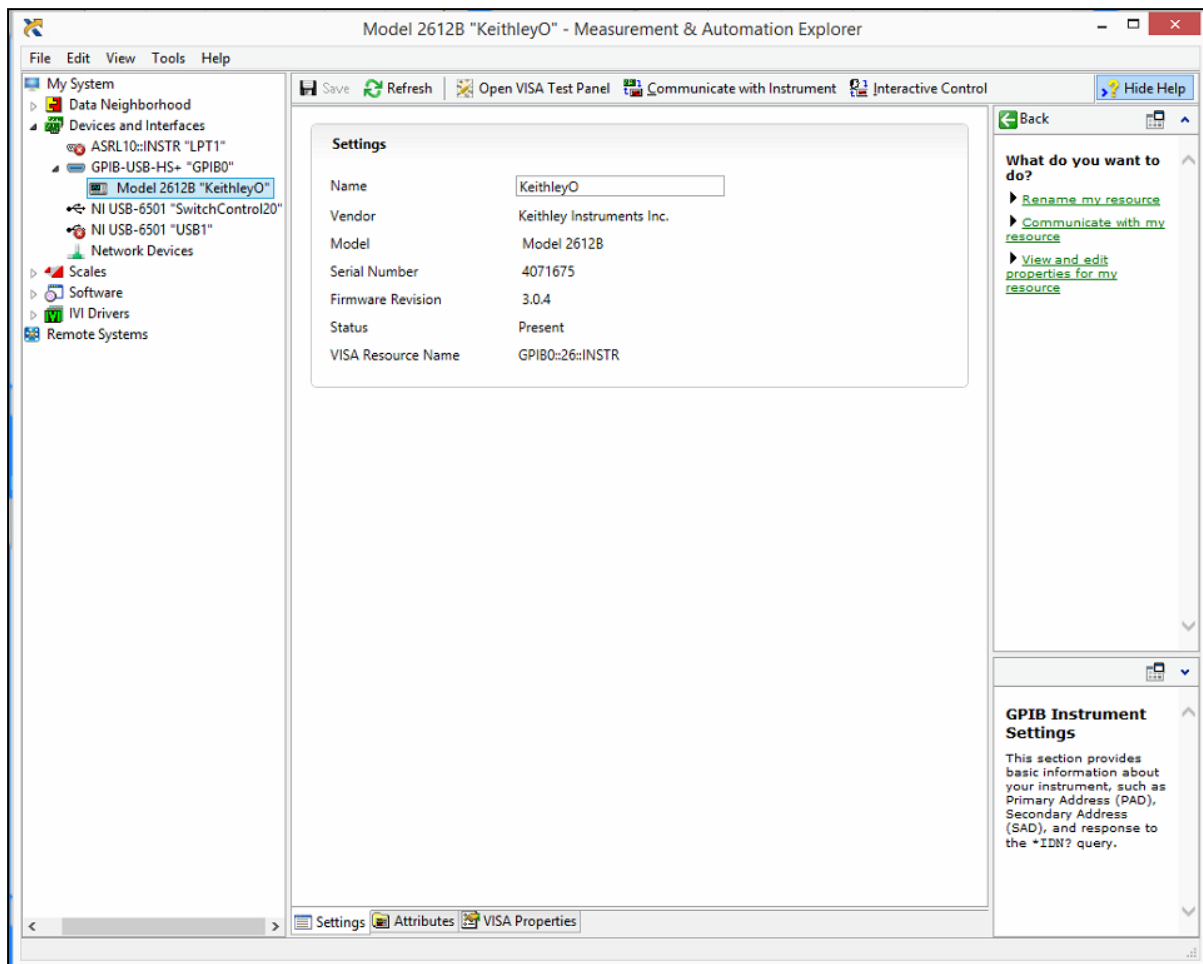 Model 2612B "KeithleyO" - Measurement & Automation Explorer
File Edit View Tools Help
My System
Data Neighborhood
Devices and Interfaces
ASRL10::INSTR "LPT1"
GPIB-USB-HS+ "GPIB0"
Model 2612B "KeithleyO"
NI USB-6501 "SwitchControl20"
NI USB-6501 "USB1"
Network Devices
Scales
Software
IVI Drivers
Remote Systems
Save Refresh Open VISA Test Panel Communicate with Instrument Interactive Control Hide Help
Settings
Name KeithleyO
Vendor Keithley Instruments Inc.
Model Model 2612B
Serial Number 4071675
Firmware Revision 3.0.4
Status Present
VISA Resource Name GPIB0::26::INSTR
Settings Attributes VISA Properties
Back
What do you want to
do?
Rename my resource
Communicate with my
resource
View and edit
properties for my
resource
GPIB Instrument
Settings
This section provides
basic information about
your instrument, such as
Primary Address (PAD),
Secondary Address
(SAD), and response to
the *IDN? query.